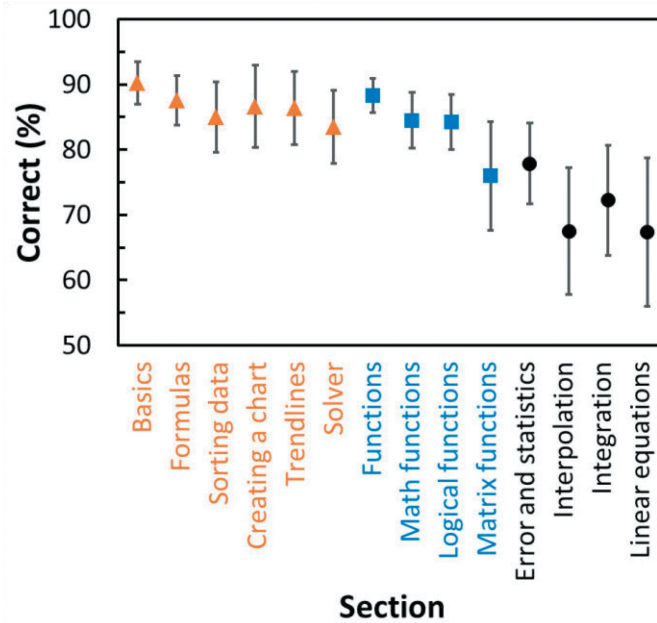 100
90
80
70
60
50
Correct (%)
Basics
Formulas
Sorting data
Creating a chart
Trendlines
Solver
Functions
Math functions
Logical functions
Matrix functions
Error and statistics
Interpolation
Integration
Linear equations
Section